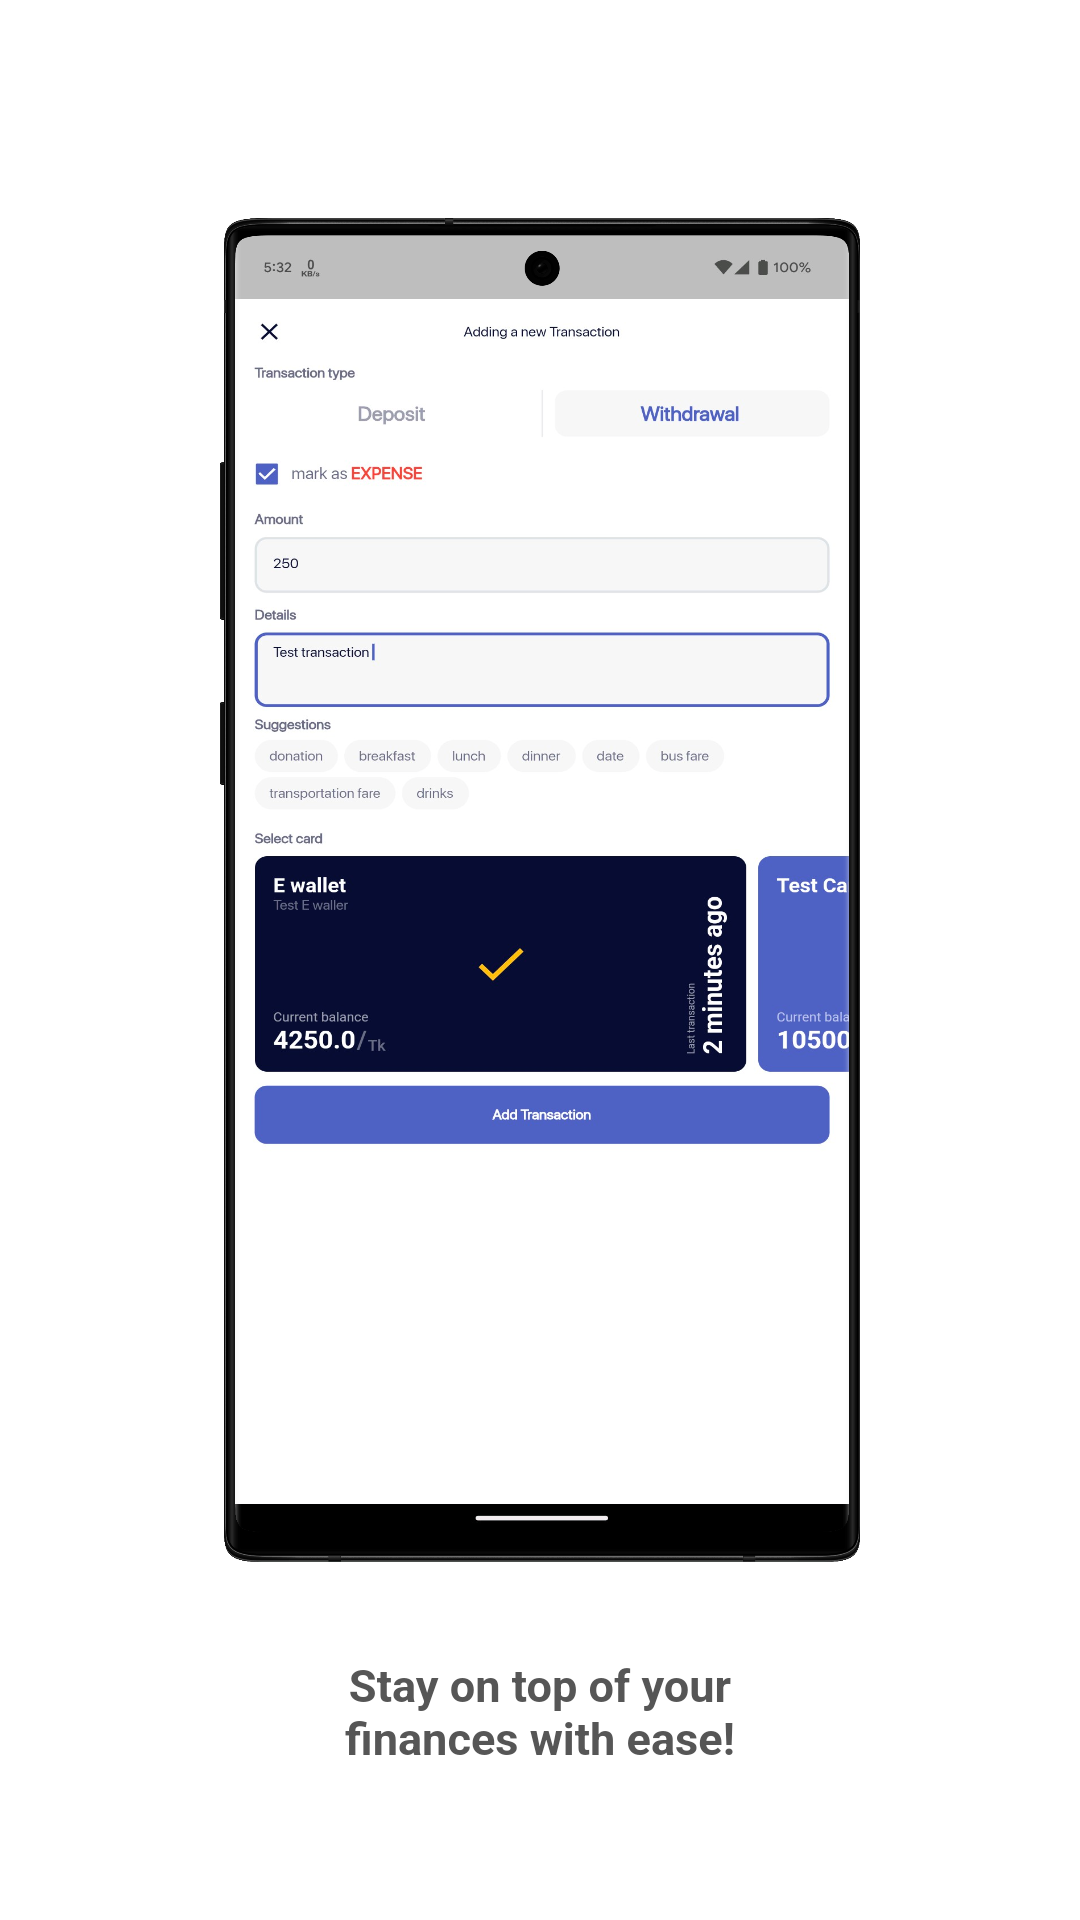 5:32 0 KB/s 100%
Adding a new Transaction
Transaction type
Deposit Withdrawal
mark as EXPENSE
Amount
250
Details
Test transaction
Suggestions
donation breakfast lunch dinner date bus fare
transportation fare drinks
Select card
E wallet
Test E waller
Current balance
4250.0/Tk
Last transaction
2 minutes ago
Test Ca
Current bala
10500
Add Transaction
Stay on top of your
finances with ease!